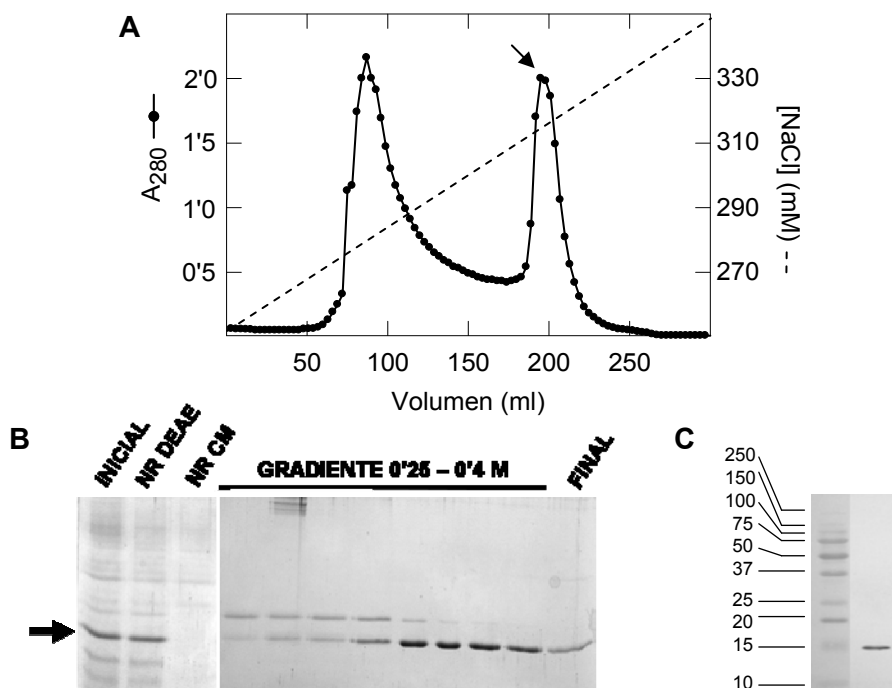 A
2'0
1'5
1'0
0'5
A280
330
310
290
270
[NaCl] (mM)
50 100 150 200 250
Volumen (ml)
B
INICIAL
NR DEAE
NR CM
GRADIENTE 0'25 – 0'4 M
FINAL
C
250
150
100
75
50
37
25
20
15
10